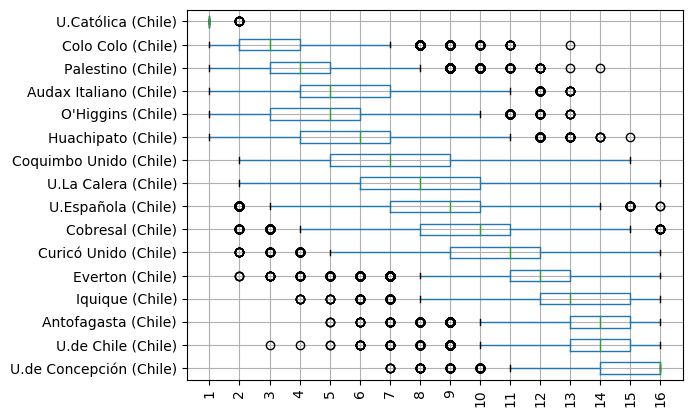 U.Católica (Chile)
Colo Colo (Chile)
Palestino (Chile)
Audax Italiano (Chile)
O'Higgins (Chile)
Huachipato (Chile)
Coquimbo Unido (Chile)
U.La Calera (Chile)
U.Española (Chile)
Cobresal (Chile)
Curicó Unido (Chile)
Everton (Chile)
Iquique (Chile)
Antofagasta (Chile)
U.de Chile (Chile)
U.de Concepción (Chile)
1 2 3 4 5 6 7 8 9 10 11 12 13 14 15 16